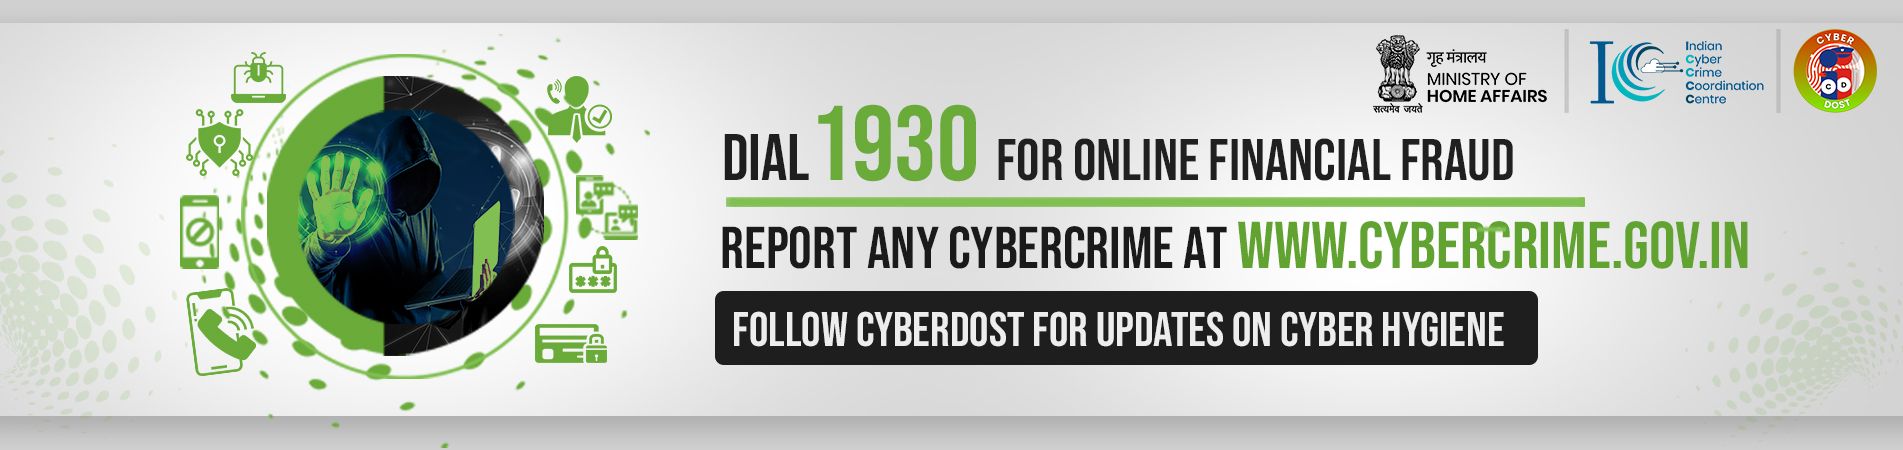 गृह मंत्रालय
MINISTRY OF
HOME AFFAIRS
सत्यमेव जयते
Indian
Cyber
Crime
Coordination
Centre
CYBER
CD
DOST
DIAL 1930 FOR ONLINE FINANCIAL FRAUD
REPORT ANY CYBERCRIME AT WWW.CYBERCRIME.GOV.IN
FOLLOW CYBERDOST FOR UPDATES ON CYBER HYGIENE